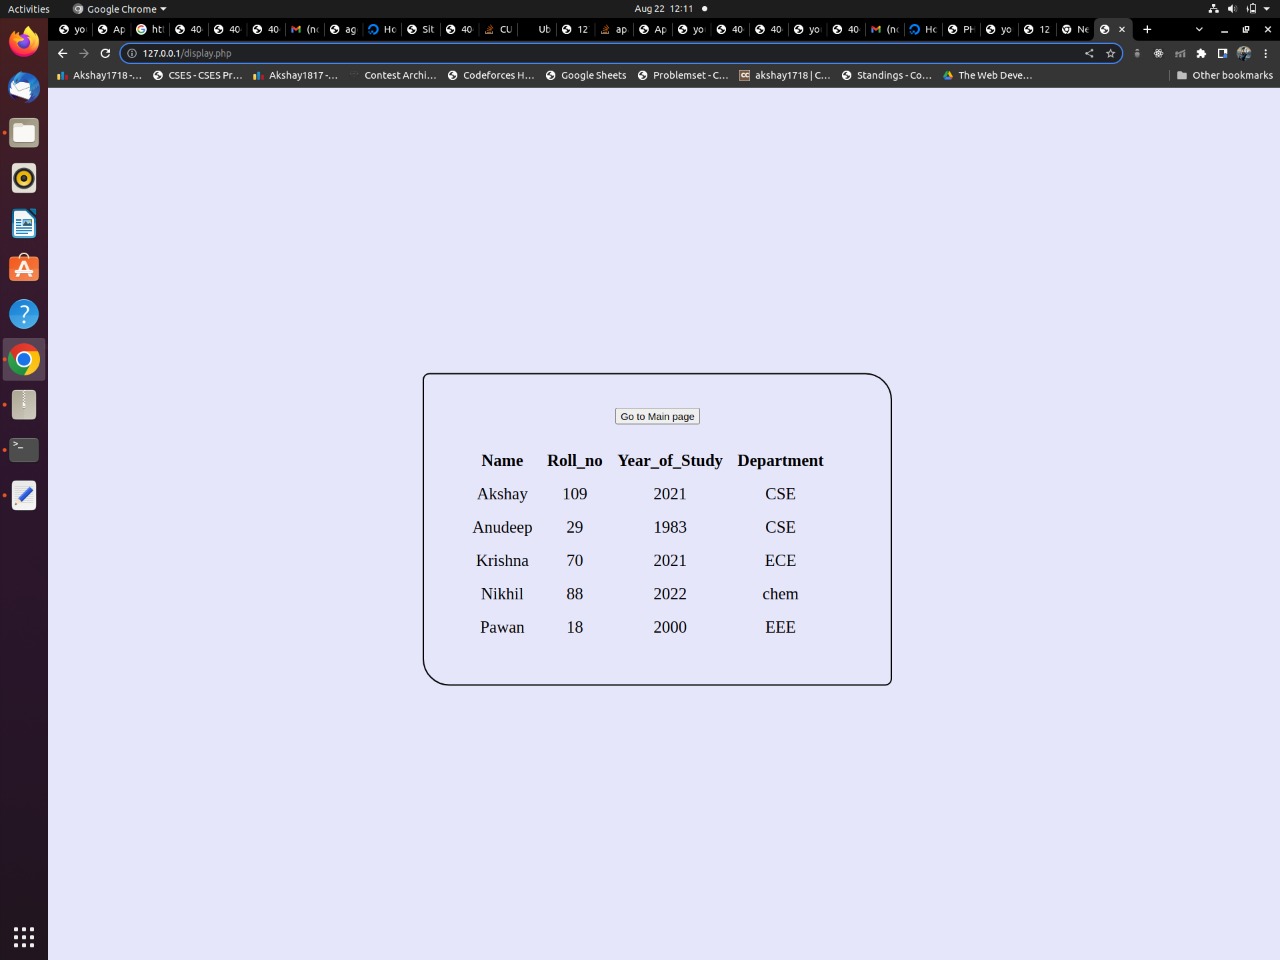 Activities Google Chrome Aug 22 12:11
yo Ap htl 40 40 40 (no ag Ho Sit 40 CU Ub 12 ap Ap yo 40 40 yo 40 (no Ho PH yo 12 Ne
127.0.0.1/display.php
Akshay1718 -... CSES - CSES Pr... Akshay1817 -... Contest Archi... Codeforces H... Google Sheets Problemset - C... akshay1718 | C... Standings - Co... The Web Deve... Other bookmarks
Go to Main page
Name Roll_no Year_of_Study Department
Akshay 109 2021 CSE
Anudeep 29 1983 CSE
Krishna 70 2021 ECE
Nikhil 88 2022 chem
Pawan 18 2000 EEE